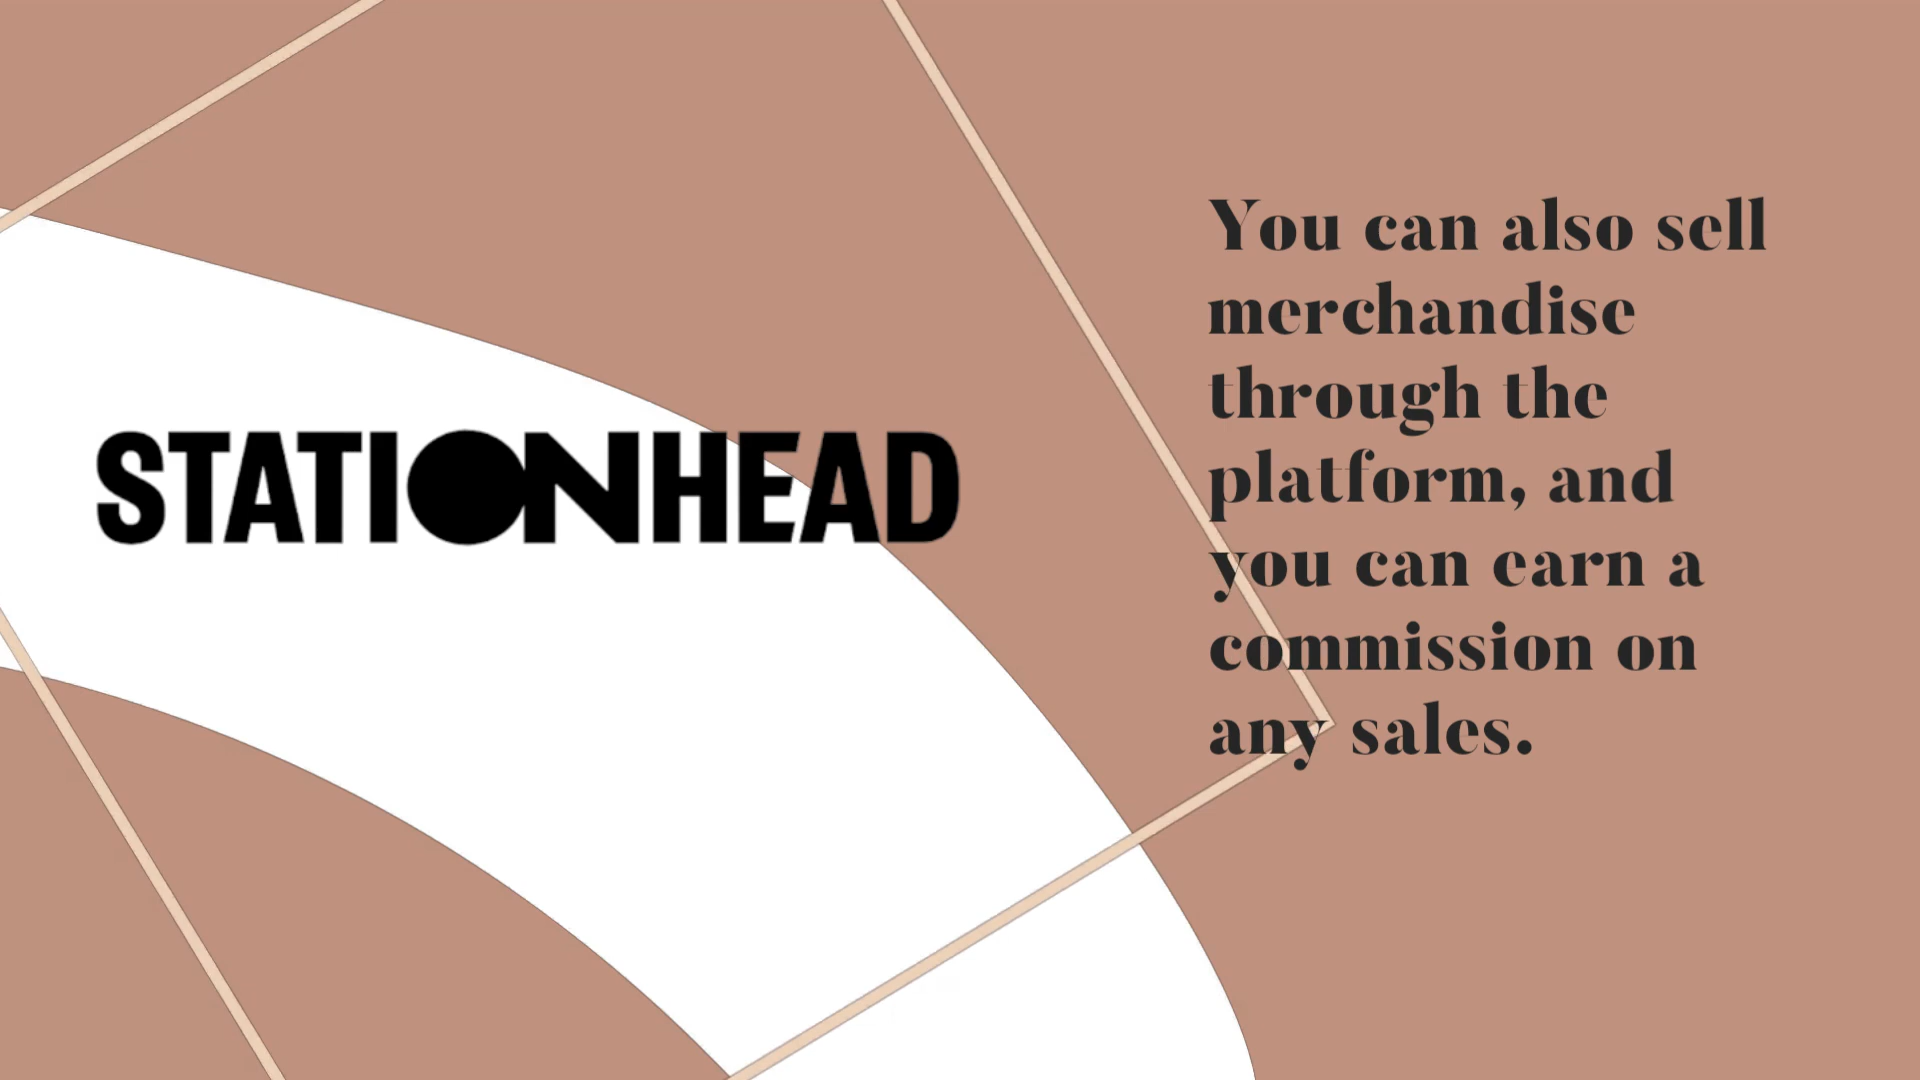 STATIONHEAD
You can also sell
merchandise
through the
platform, and
you can earn a
commission on
any sales.